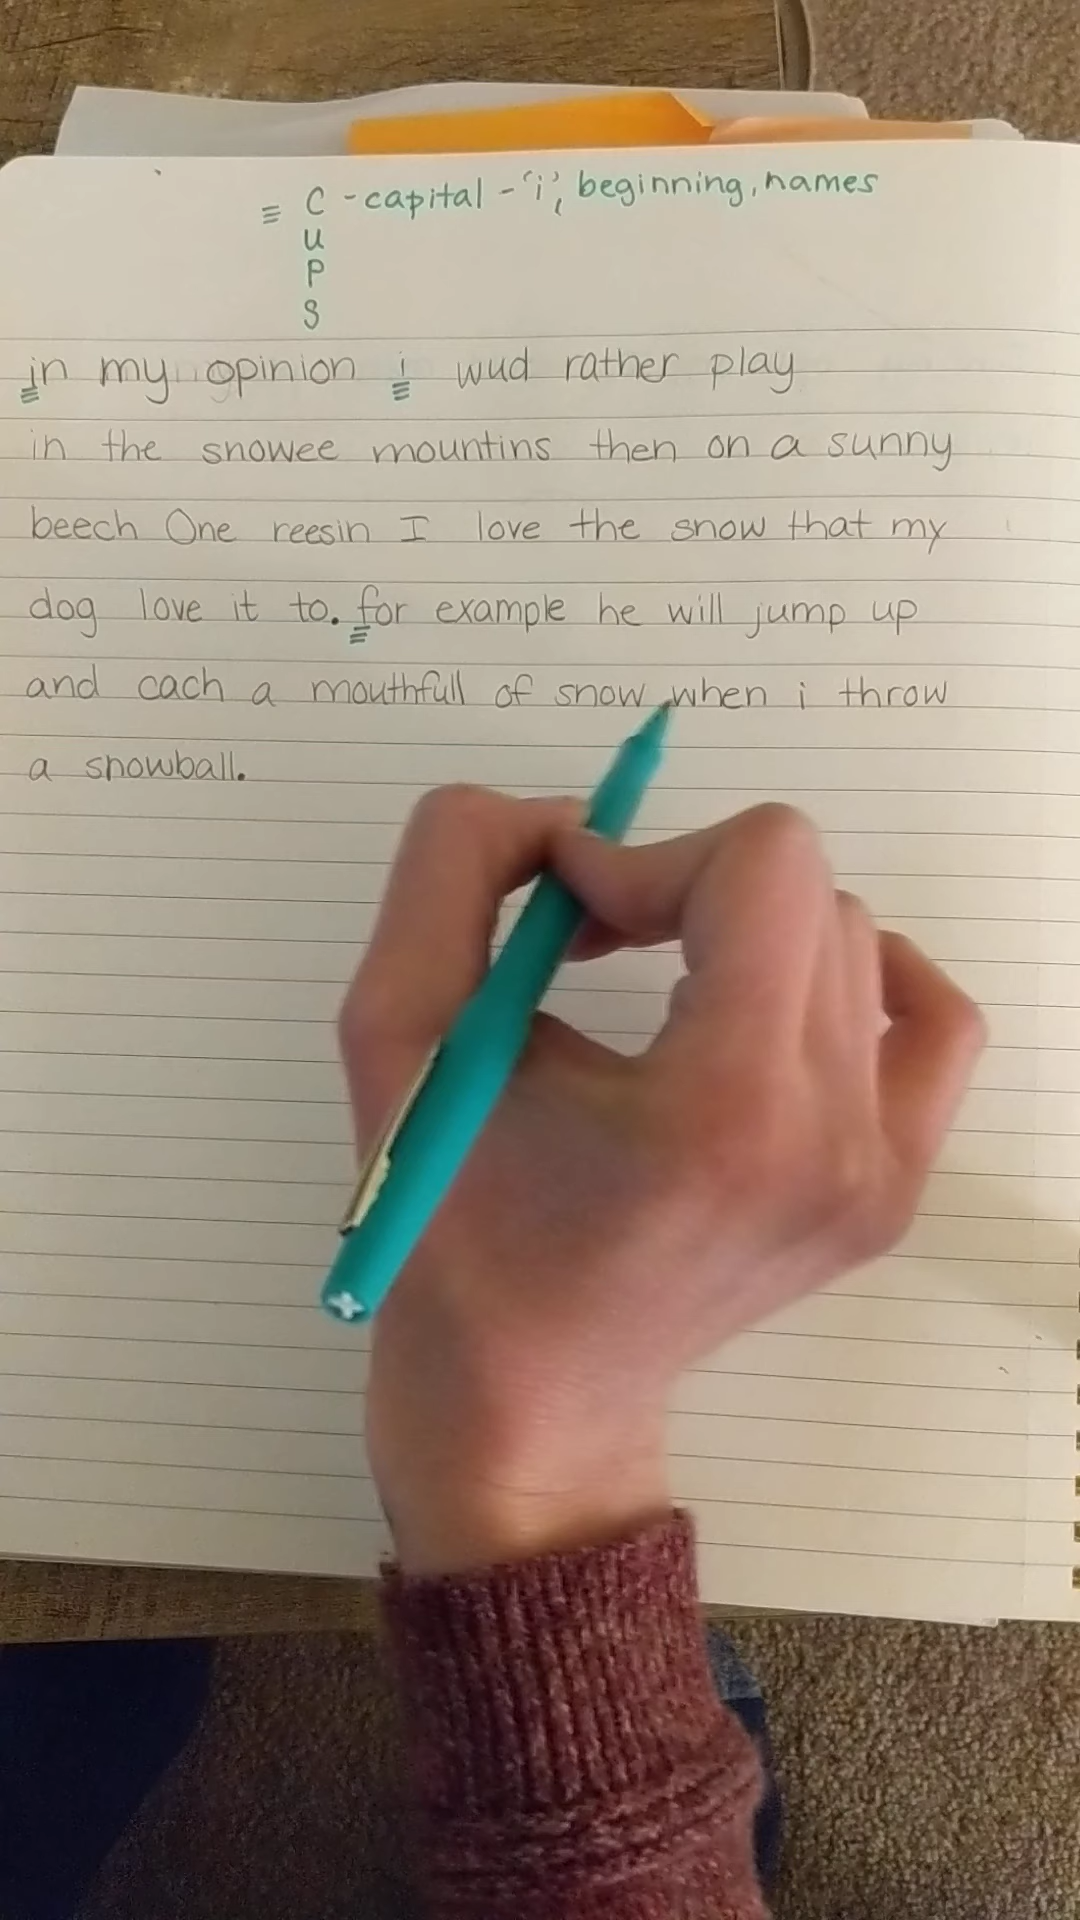 ≡ C - capital - 'i', beginning, names
U
P
S
in my opinion i wud rather play
in the snowee mountins then on a sunny
beech One reesin I love the snow that my
dog love it to. for example he will jump up
and cach a mouthfull of snow when i throw
a snowball.